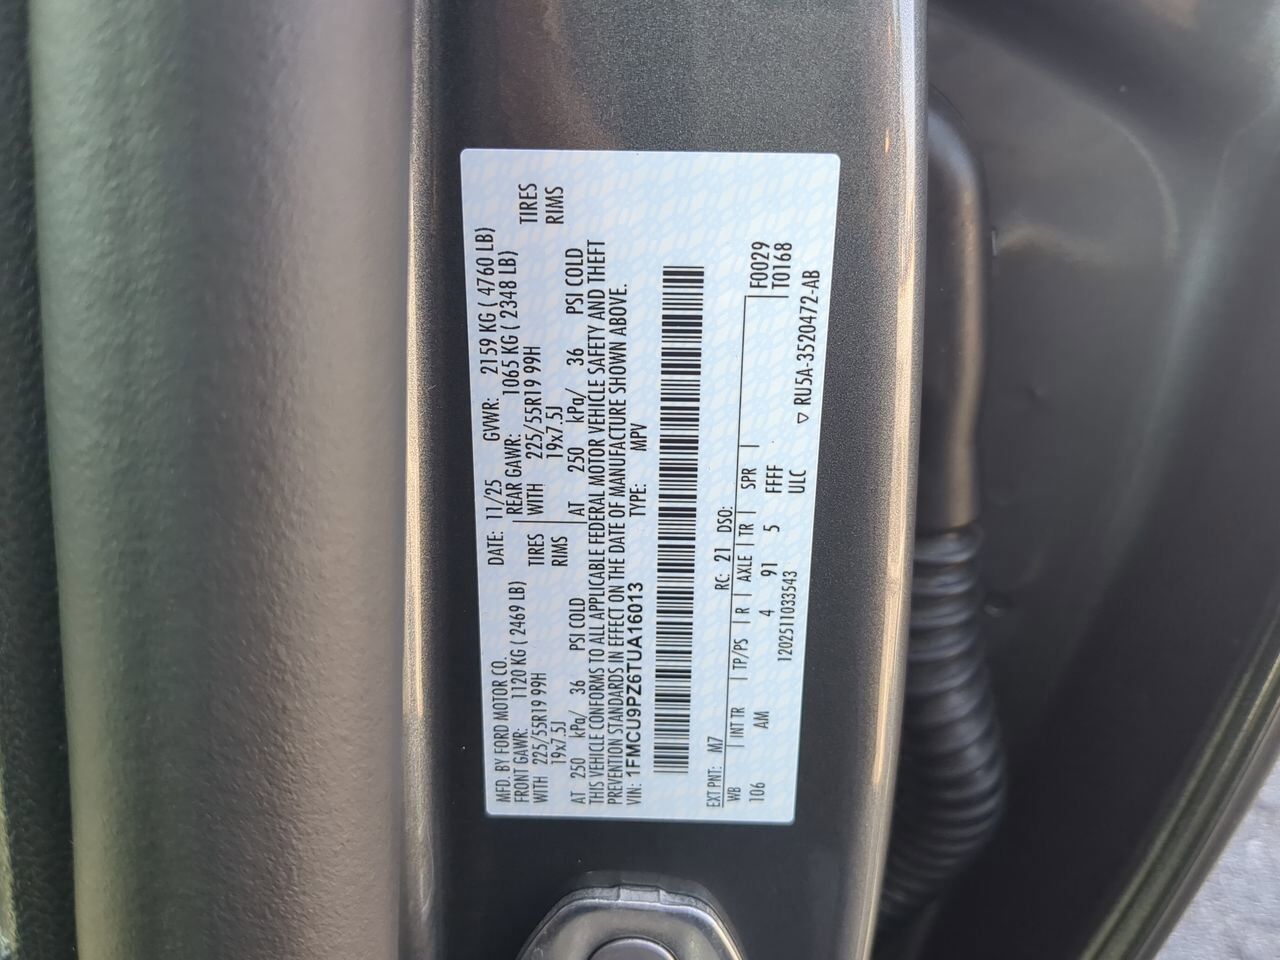 MFD. BY FORD MOTOR CO. DATE: 11/25 GVWR: 2159 KG ( 4760 LB)
FRONT GAWR: 1120 KG ( 2469 LB) REAR GAWR: 1065 KG ( 2348 LB)
WITH 225/55R19 99H TIRES WITH 225/55R19 99H TIRES
19x7.5J RIMS 19x7.5J RIMS
AT 250 kPa/ 36 PSI COLD AT 250 kPa/ 36 PSI COLD
THIS VEHICLE CONFORMS TO ALL APPLICABLE FEDERAL MOTOR VEHICLE SAFETY AND THEFT
PREVENTION STANDARDS IN EFFECT ON THE DATE OF MANUFACTURE SHOWN ABOVE.
VIN: 1FMCU9PZ6TUA16013 TYPE: MPV
EXT PNT: M7 RC: 21 DSO:
WB INT TR TP/PS R AXLE TR SPR F0029
106 AM 4 91 5 FFFF T0168
1202511033543 ULC ▽ RU5A-3520472-AB